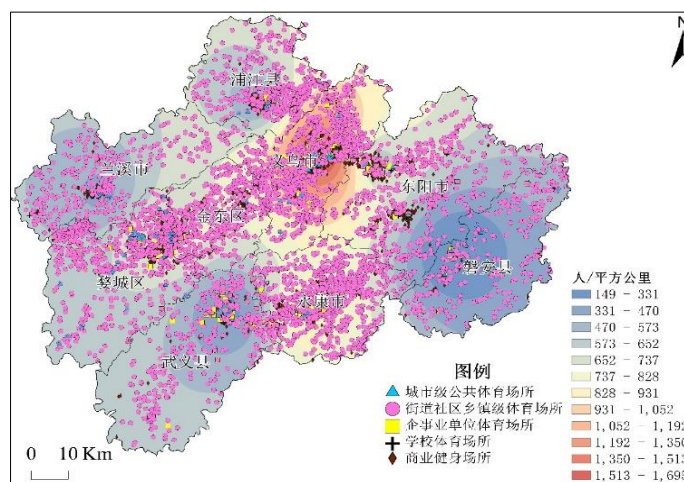 N
浦江县
兰溪市
义乌市
金东区
东阳市
婺城区
磐安县
永康市
武义县
人/平方公里
149 - 331
331 - 470
470 - 573
573 - 652
652 - 737
737 - 828
828 - 931
931 - 1,052
1,052 - 1,192
1,192 - 1,350
1,350 - 1,513
1,513 - 1,695
图例
城市级公共体育场所
街道社区乡镇级体育场所
企事业单位体育场所
学校体育场所
商业健身场所
0 10 Km